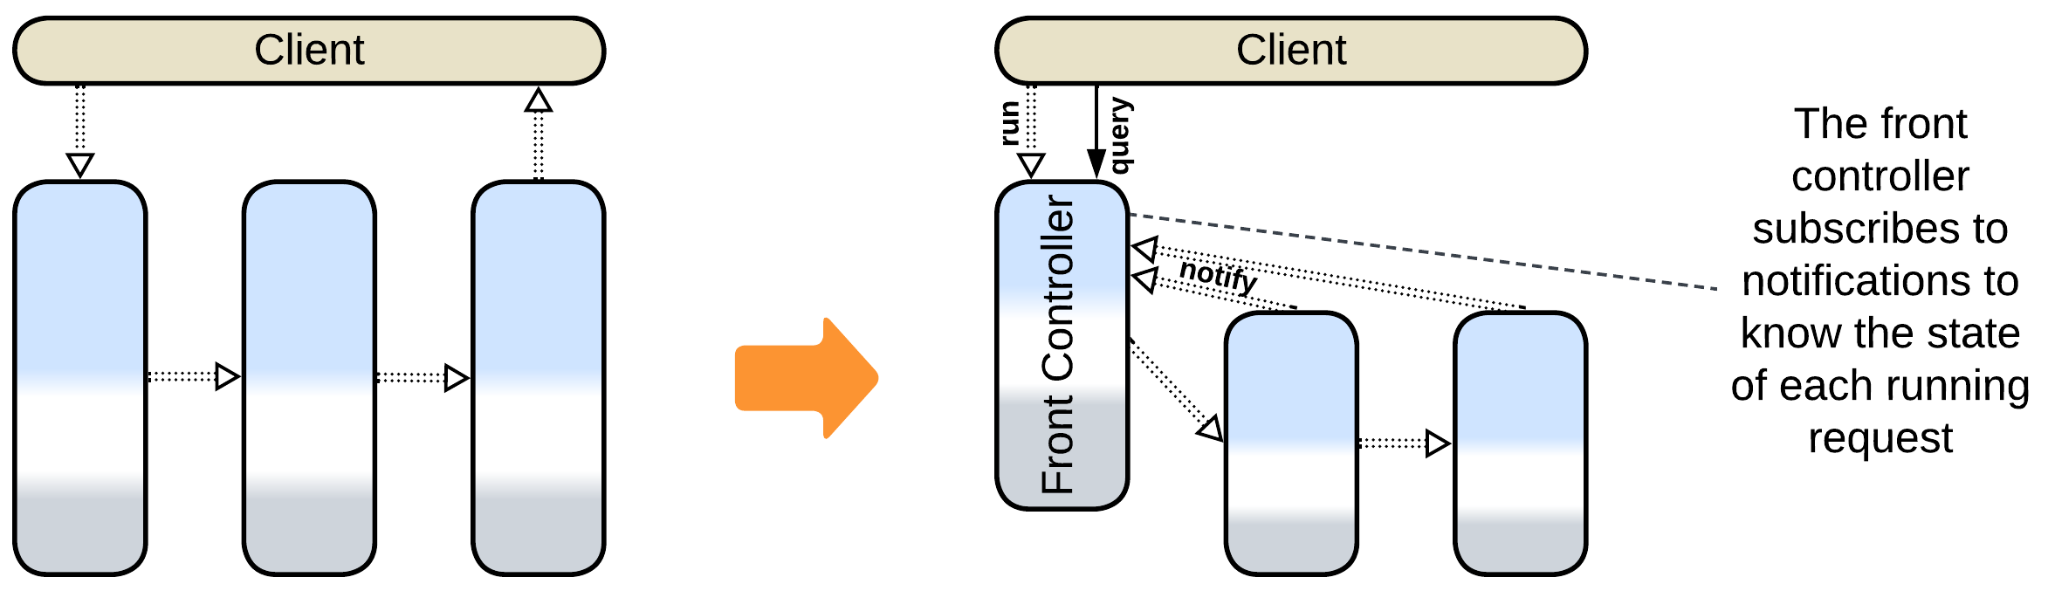 Client
Client
run
query
Front Controller
notify
The front
controller
subscribes to
notifications to
know the state
of each running
request